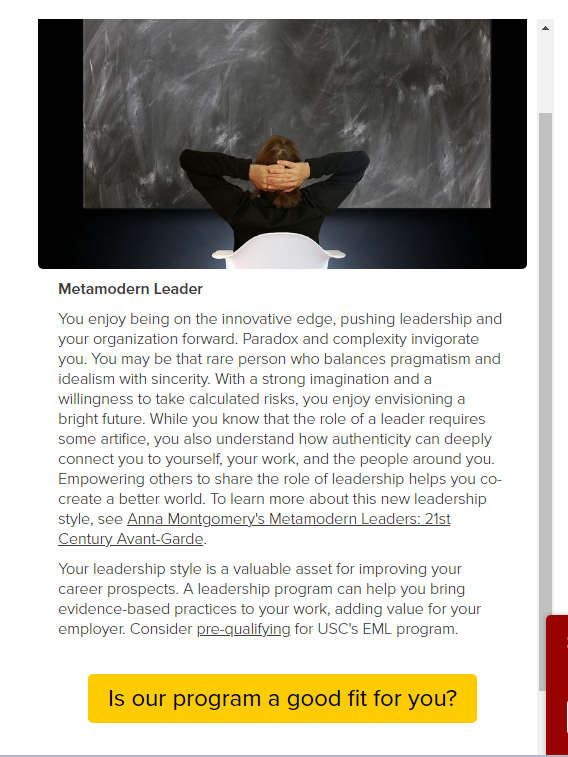 Metamodern Leader
You enjoy being on the innovative edge, pushing leadership and
your organization forward. Paradox and complexity invigorate
you. You may be that rare person who balances pragmatism and
idealism with sincerity. With a strong imagination and a
willingness to take calculated risks, you enjoy envisioning a
bright future. While you know that the role of a leader requires
some artifice, you also understand how authenticity can deeply
connect you to yourself, your work, and the people around you.
Empowering others to share the role of leadership helps you co-
create a better world. To learn more about this new leadership
style, see Anna Montgomery's Metamodern Leaders: 21st
Century Avant-Garde.
Your leadership style is a valuable asset for improving your
career prospects. A leadership program can help you bring
evidence-based practices to your work, adding value for your
employer. Consider pre-qualifying for USC's EML program.
Is our program a good fit for you?